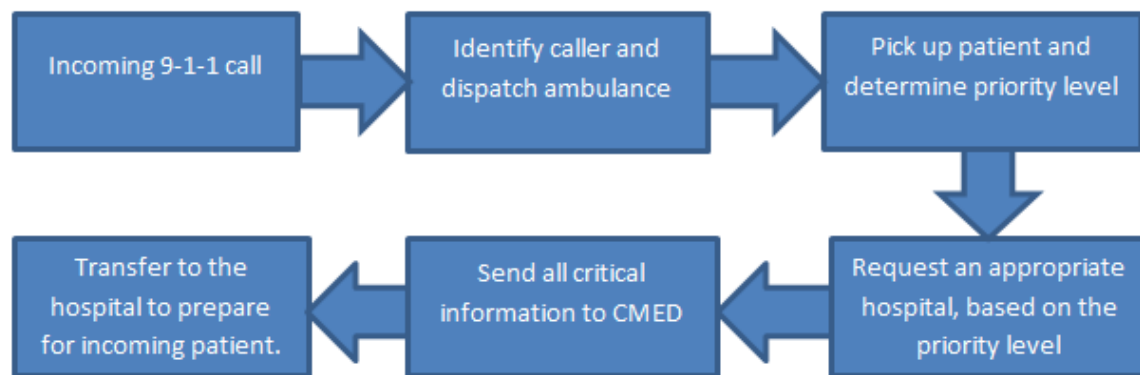 Incoming 9-1-1 call
Identify caller and
dispatch ambulance
Pick up patient and
determine priority level
Request an appropriate
hospital, based on the
priority level
Send all critical
information to CMED
Transfer to the
hospital to prepare
for incoming patient.